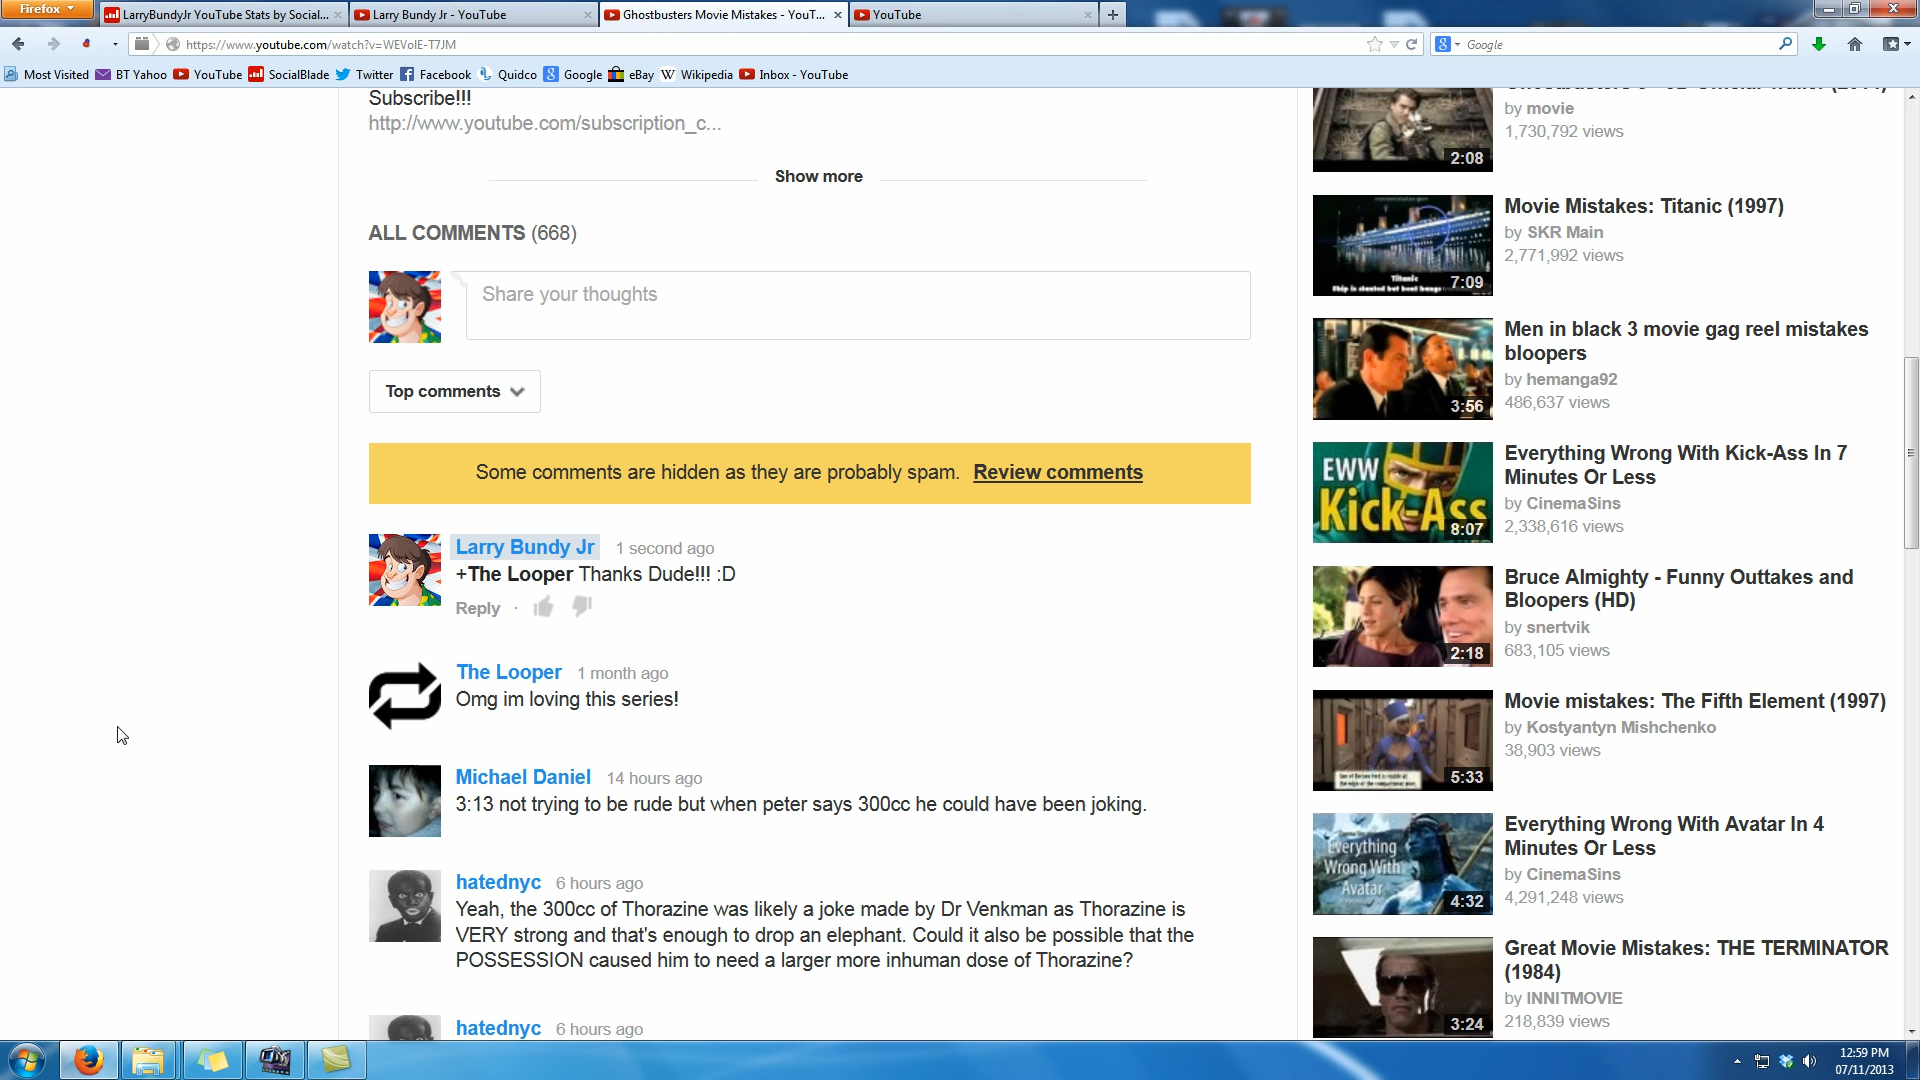 Firefox
LarryBundyJr YouTube Stats by Social...
Larry Bundy Jr - YouTube
Ghostbusters Movie Mistakes - YouT...
YouTube
https://www.youtube.com/watch?v=WEVoIE-T7JM
Google
Most Visited
BT Yahoo
YouTube
SocialBlade
Twitter
Facebook
Quidco
Google
eBay
Wikipedia
Inbox - YouTube
Subscribe!!!
http://www.youtube.com/subscription_c...
Show more
ALL COMMENTS (668)
Share your thoughts
Top comments
Some comments are hidden as they are probably spam. Review comments
Larry Bundy Jr 1 second ago
+The Looper Thanks Dude!!! :D
Reply ·
The Looper 1 month ago
Omg im loving this series!
Michael Daniel 14 hours ago
3:13 not trying to be rude but when peter says 300cc he could have been joking.
hatednyc 6 hours ago
Yeah, the 300cc of Thorazine was likely a joke made by Dr Venkman as Thorazine is
VERY strong and that's enough to drop an elephant. Could it also be possible that the
POSSESSION caused him to need a larger more inhuman dose of Thorazine?
hatednyc 6 hours ago
by movie
1,730,792 views
2:08
Movie Mistakes: Titanic (1997)
by SKR Main
2,771,992 views
Titanic
7:09
Men in black 3 movie gag reel mistakes
bloopers
by hemanga92
486,637 views
3:56
Everything Wrong With Kick-Ass In 7
Minutes Or Less
by CinemaSins
2,338,616 views
EWW
Kick-Ass
8:07
Bruce Almighty - Funny Outtakes and
Bloopers (HD)
by snertvik
683,105 views
2:18
Movie mistakes: The Fifth Element (1997)
by Kostyantyn Mishchenko
38,903 views
5:33
Everything Wrong With Avatar In 4
Minutes Or Less
by CinemaSins
4,291,248 views
Everything
Wrong With
Avatar
4:32
Great Movie Mistakes: THE TERMINATOR
(1984)
by INNITMOVIE
218,839 views
3:24
12:59 PM
07/11/2013